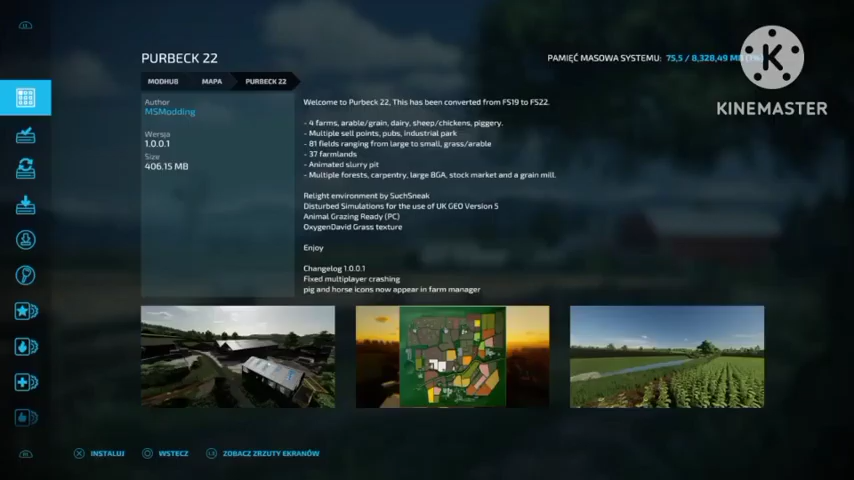 PURBECK 22
PAMIĘĆ MASOWA SYSTEMU: 75,5 / 8,328,49 MB
KINEMASTER
MODHUB MAPA PURBECK 22
Author
MSModding
Wersja
1.0.0.1
Size
406.15 MB
Welcome to Purbeck 22, This has been converted from FS19 to FS22.
- 4 farms, arable/grain, dairy, sheep/chickens, piggery.
- Multiple sell points, pubs, industrial park
- 81 fields ranging from large to small, grass/arable
- 37 farmlands
- Animated slurry pit
- Multiple forests, carpentry, large BGA, stock market and a grain mill.
Relight environment by SuchSneak
Disturbed Simulations for the use of UK GEO Version 5
Animal Grazing Ready (PC)
OxygenDavid Grass texture
Enjoy
Changelog 1.0.0.1
Fixed multiplayer crashing
pig and horse icons now appear in farm manager
INSTALUJ WSTECZ ZOBACZ ZRZUTY EKRANÓW